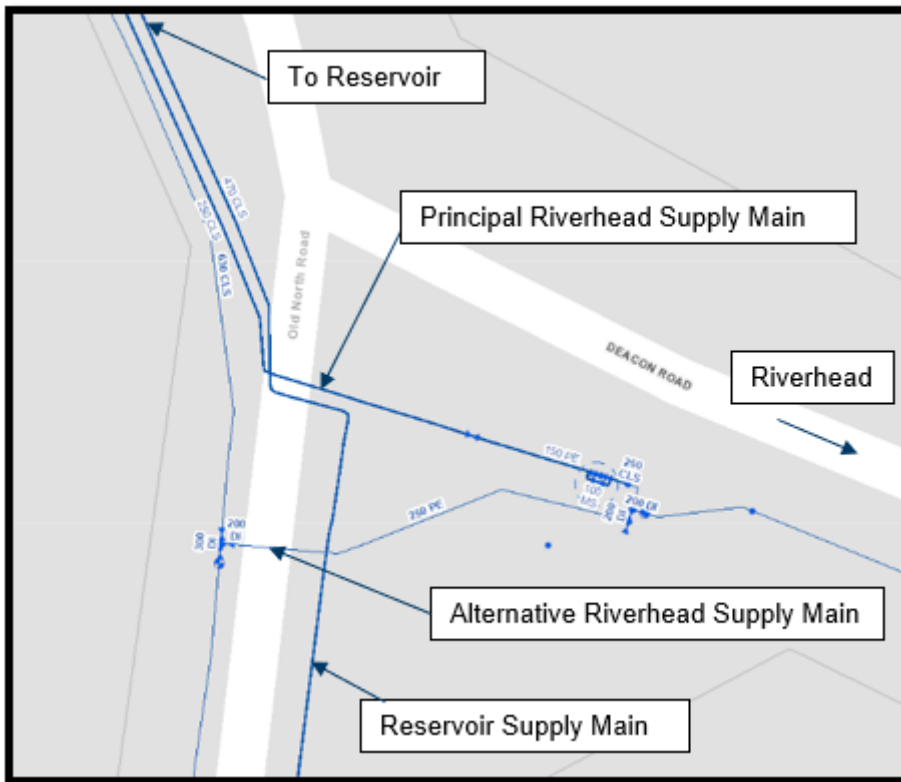 To Reservoir
470 CLS
250 CLS
610 CLS
Principal Riverhead Supply Main
Old North Road
DEACON ROAD
Riverhead
150 PE
250
CLS
100
MS
200
DI
200 DI
250 PE
200
DI
300
DI
Alternative Riverhead Supply Main
Reservoir Supply Main